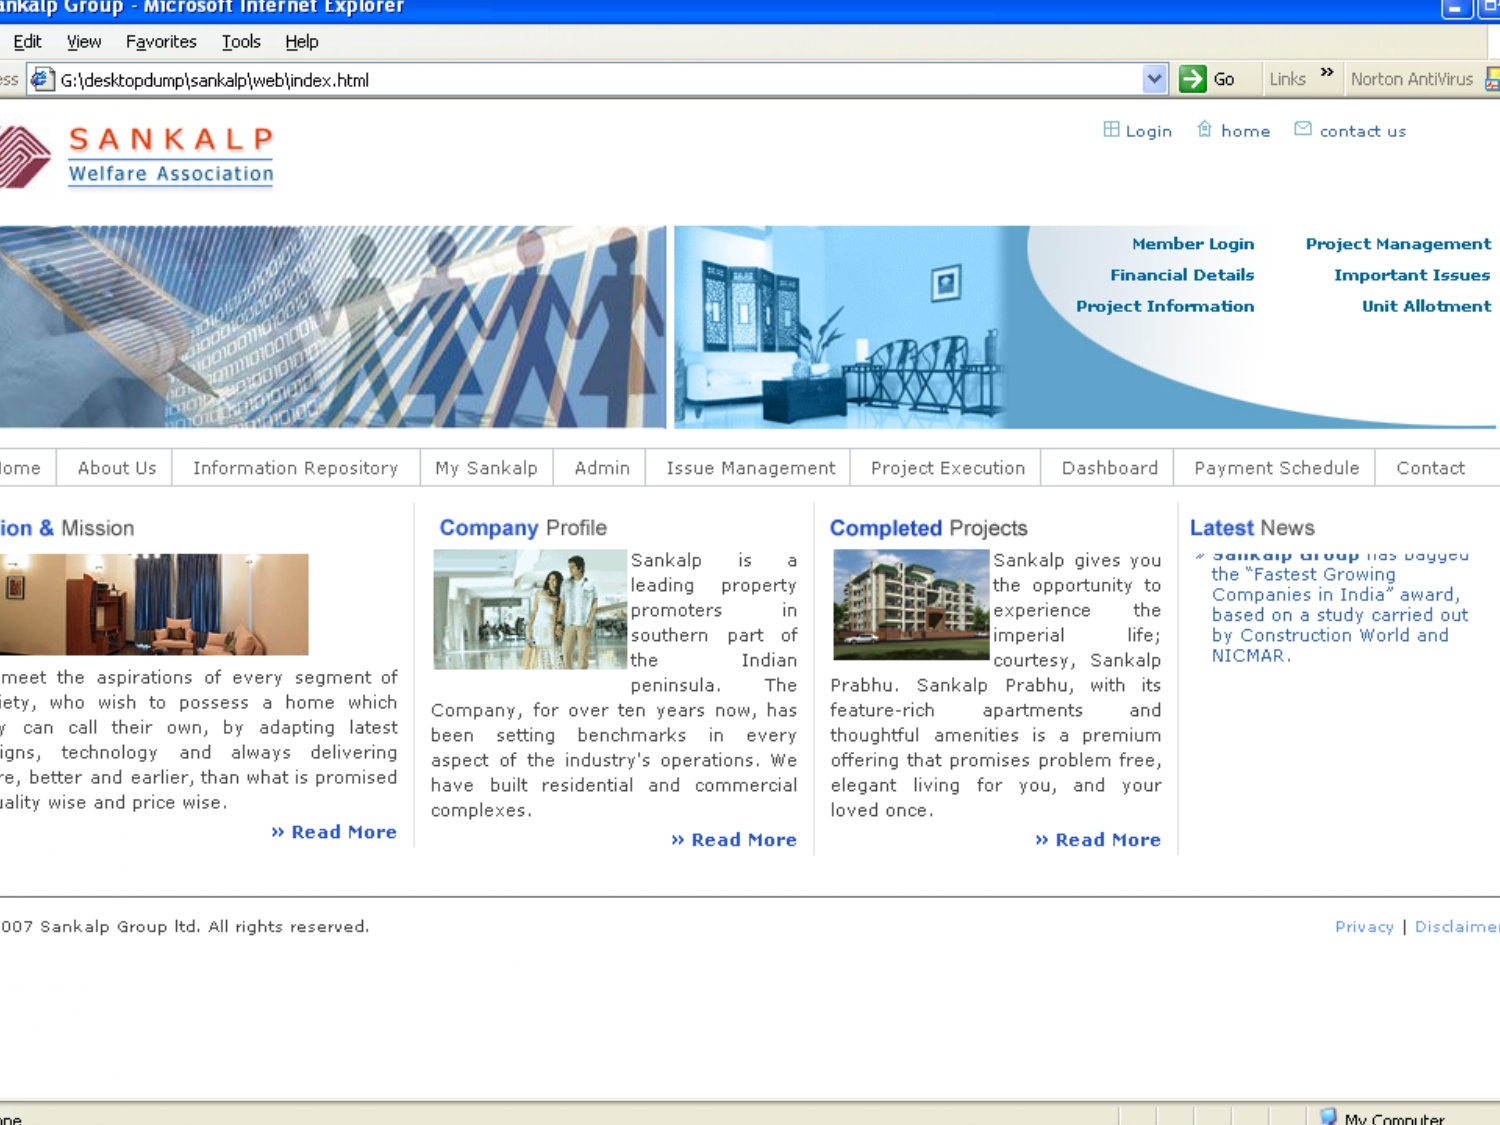 ankalp Group - Microsoft Internet Explorer
Edit View Favorites Tools Help
ess G:\desktopdump\sankalp\web\index.html Go Links » Norton AntiVirus
SANKALP
Welfare Association
Login home contact us
Member Login Project Management
Financial Details Important Issues
Project Information Unit Allotment
ome About Us Information Repository My Sankalp Admin Issue Management Project Execution Dashboard Payment Schedule Contact
ion & Mission
meet the aspirations of every segment of
iety, who wish to possess a home which
y can call their own, by adapting latest
igns, technology and always delivering
re, better and earlier, than what is promised
uality wise and price wise.
» Read More
Company Profile
Sankalp is a
leading property
promoters in
southern part of
the Indian
peninsula. The
Company, for over ten years now, has
been setting benchmarks in every
aspect of the industry's operations. We
have built residential and commercial
complexes.
» Read More
Completed Projects
Sankalp gives you
the opportunity to
experience the
imperial life;
courtesy, Sankalp
Prabhu. Sankalp Prabhu, with its
feature-rich apartments and
thoughtful amenities is a premium
offering that promises problem free,
elegant living for you, and your
loved once.
» Read More
Latest News
» Sankalp Group has bagged
the “Fastest Growing
Companies in India” award,
based on a study carried out
by Construction World and
NICMAR.
007 Sankalp Group ltd. All rights reserved.
Privacy | Disclaimer
My Computer